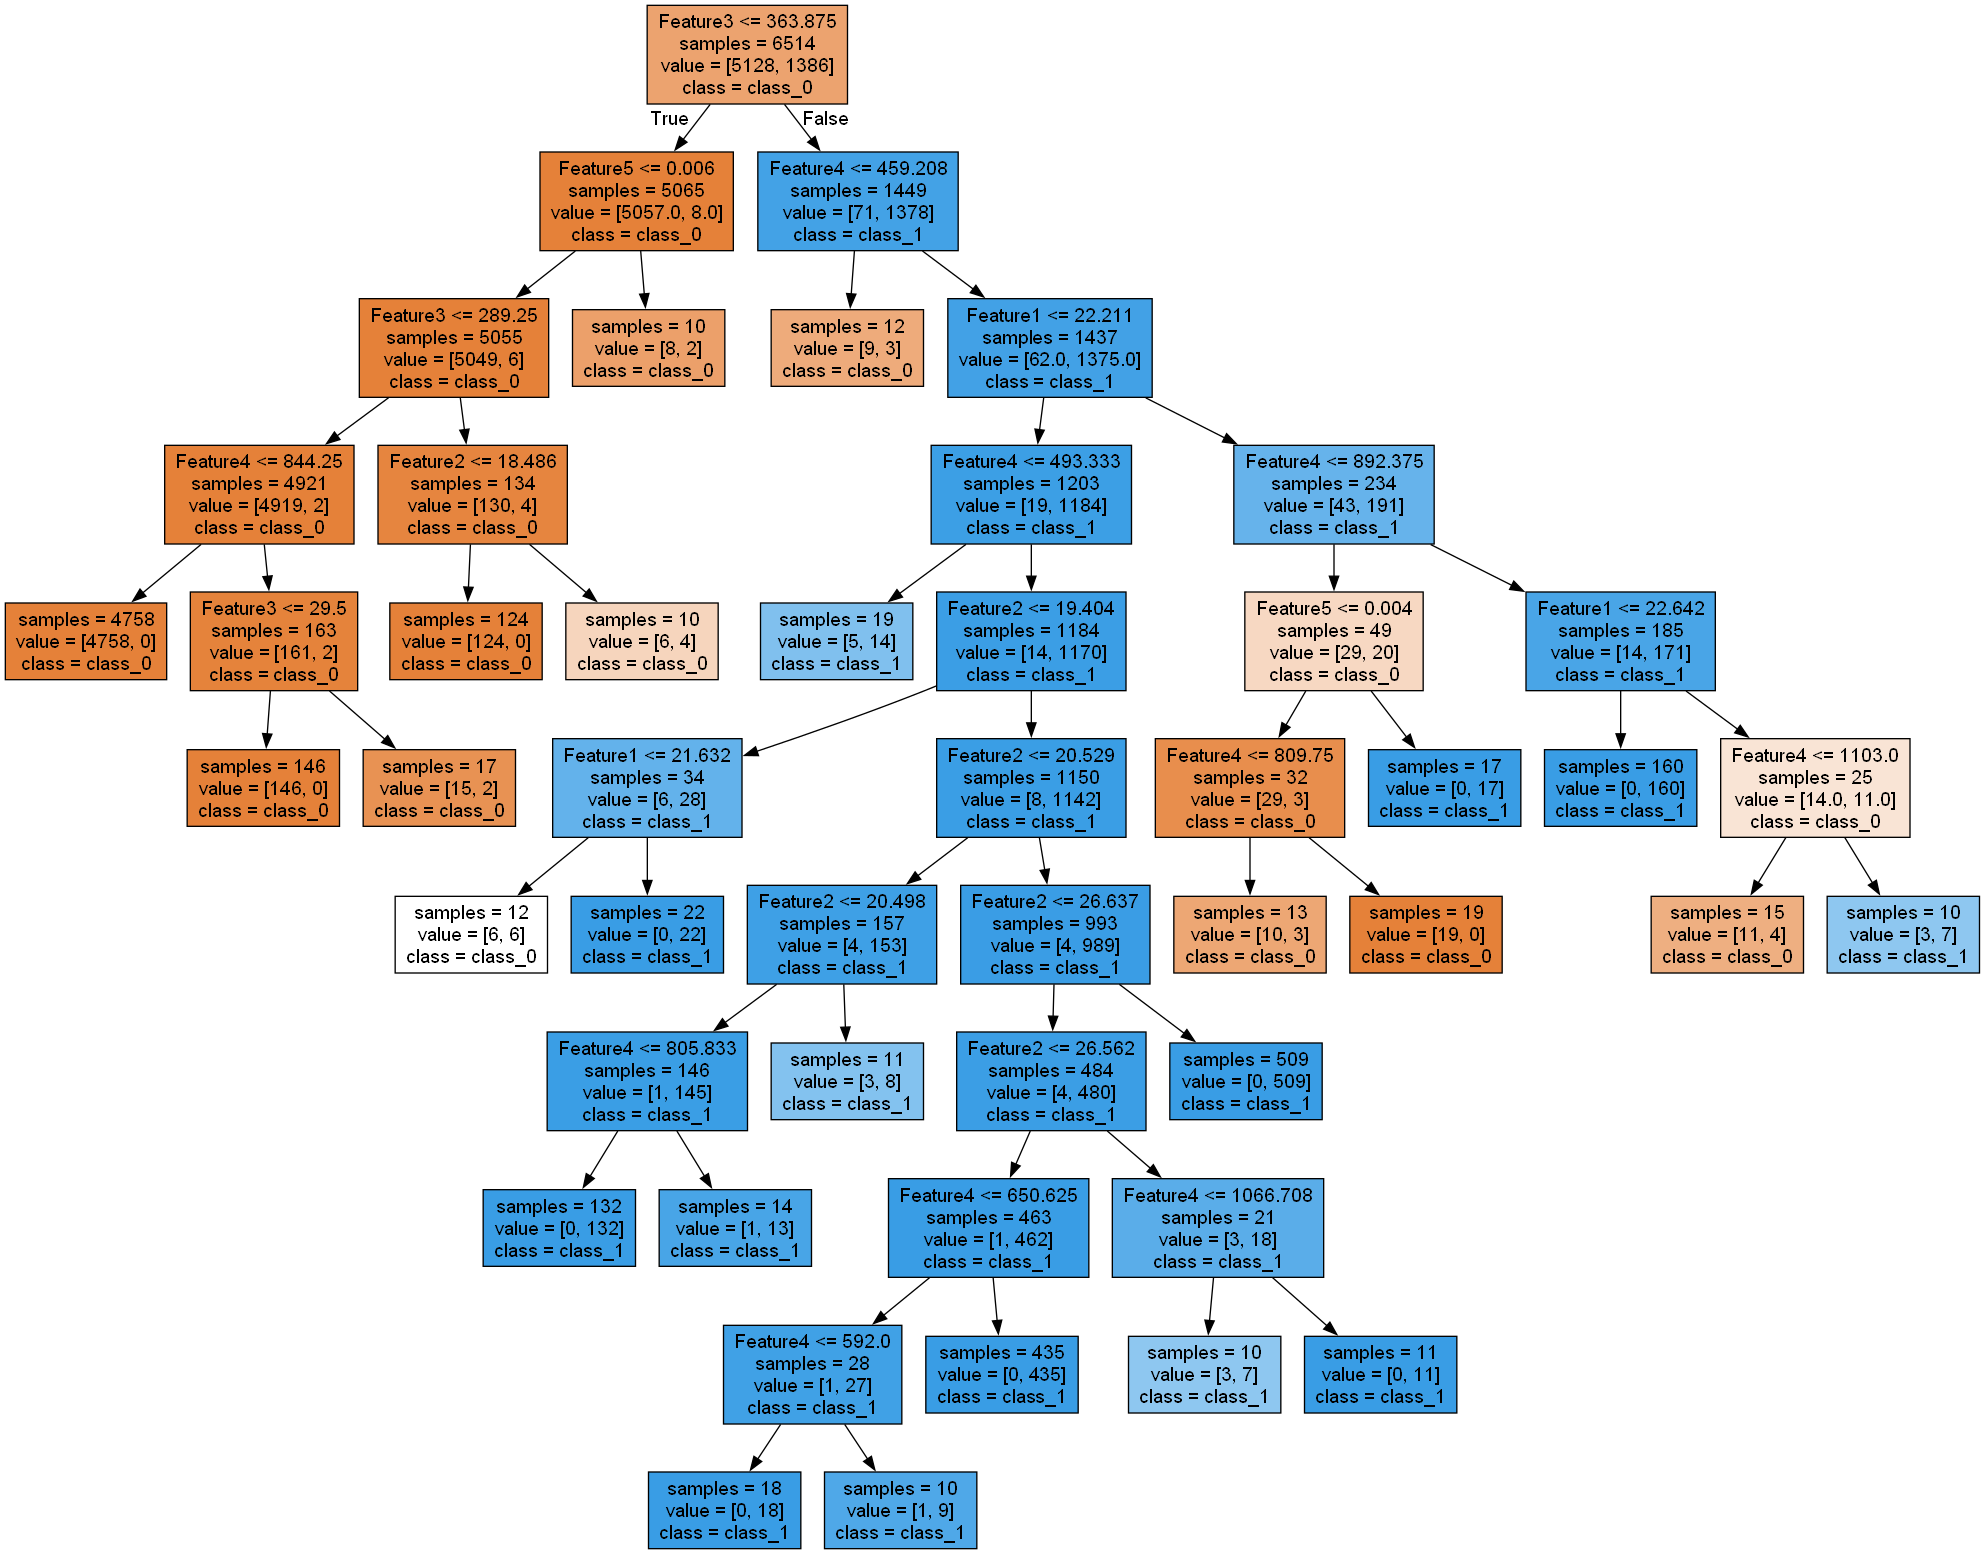 Feature3 <= 363.875
samples = 6514
value = [5128, 1386]
class = class_0
True
False
Feature5 <= 0.006
samples = 5065
value = [5057.0, 8.0]
class = class_0
Feature4 <= 459.208
samples = 1449
value = [71, 1378]
class = class_1
Feature3 <= 289.25
samples = 5055
value = [5049, 6]
class = class_0
samples = 10
value = [8, 2]
class = class_0
samples = 12
value = [9, 3]
class = class_0
Feature1 <= 22.211
samples = 1437
value = [62.0, 1375.0]
class = class_1
Feature4 <= 844.25
samples = 4921
value = [4919, 2]
class = class_0
Feature2 <= 18.486
samples = 134
value = [130, 4]
class = class_0
Feature4 <= 493.333
samples = 1203
value = [19, 1184]
class = class_1
Feature4 <= 892.375
samples = 234
value = [43, 191]
class = class_1
samples = 4758
value = [4758, 0]
class = class_0
Feature3 <= 29.5
samples = 163
value = [161, 2]
class = class_0
samples = 124
value = [124, 0]
class = class_0
samples = 10
value = [6, 4]
class = class_0
samples = 19
value = [5, 14]
class = class_1
Feature2 <= 19.404
samples = 1184
value = [14, 1170]
class = class_1
Feature5 <= 0.004
samples = 49
value = [29, 20]
class = class_0
Feature1 <= 22.642
samples = 185
value = [14, 171]
class = class_1
samples = 146
value = [146, 0]
class = class_0
samples = 17
value = [15, 2]
class = class_0
Feature1 <= 21.632
samples = 34
value = [6, 28]
class = class_1
Feature2 <= 20.529
samples = 1150
value = [8, 1142]
class = class_1
Feature4 <= 809.75
samples = 32
value = [29, 3]
class = class_0
samples = 17
value = [0, 17]
class = class_1
samples = 160
value = [0, 160]
class = class_1
Feature4 <= 1103.0
samples = 25
value = [14.0, 11.0]
class = class_0
samples = 12
value = [6, 6]
class = class_0
samples = 22
value = [0, 22]
class = class_1
Feature2 <= 20.498
samples = 157
value = [4, 153]
class = class_1
Feature2 <= 26.637
samples = 993
value = [4, 989]
class = class_1
samples = 13
value = [10, 3]
class = class_0
samples = 19
value = [19, 0]
class = class_0
samples = 15
value = [11, 4]
class = class_0
samples = 10
value = [3, 7]
class = class_1
Feature4 <= 805.833
samples = 146
value = [1, 145]
class = class_1
samples = 11
value = [3, 8]
class = class_1
Feature2 <= 26.562
samples = 484
value = [4, 480]
class = class_1
samples = 509
value = [0, 509]
class = class_1
samples = 132
value = [0, 132]
class = class_1
samples = 14
value = [1, 13]
class = class_1
Feature4 <= 650.625
samples = 463
value = [1, 462]
class = class_1
Feature4 <= 1066.708
samples = 21
value = [3, 18]
class = class_1
Feature4 <= 592.0
samples = 28
value = [1, 27]
class = class_1
samples = 435
value = [0, 435]
class = class_1
samples = 10
value = [3, 7]
class = class_1
samples = 11
value = [0, 11]
class = class_1
samples = 18
value = [0, 18]
class = class_1
samples = 10
value = [1, 9]
class = class_1